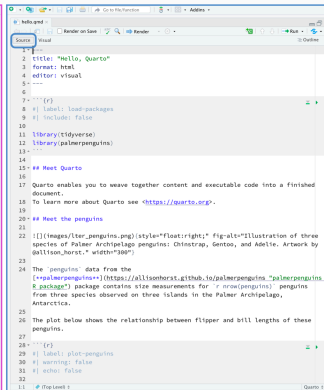 Go to file/function
Addins
hello.qmd
Render on Save
Render
Run
Source
Visual
Outline
1 ---
2 title: "Hello, Quarto"
3 format: html
4 editor: visual
5 ---
6
7 ```{r}
8 #| label: load-packages
9 #| include: false
10
11 library(tidyverse)
12 library(palmerpenguins)
13 ```
14
15 ## Meet Quarto
16
17 Quarto enables you to weave together content and executable code into a finished
document.
18 To learn more about Quarto see <https://quarto.org>.
19
20 ## Meet the penguins
21
22 ![](images/lter_penguins.png){style="float:right;" fig-alt="Illustration of three
species of Palmer Archipelago penguins: Chinstrap, Gentoo, and Adelie. Artwork by
@allison_horst." width="300"}
23
24 The `penguins` data from the
[**palmerpenguins**](https://allisonhorst.github.io/palmerpenguins "palmerpenguins
R package") package contains size measurements for `r nrow(penguins)` penguins
from three species observed on three islands in the Palmer Archipelago,
Antarctica.
25
26 The plot below shows the relationship between flipper and bill lengths of these
penguins.
27
28 ```{r}
29 #| label: plot-penguins
30 #| warning: false
31 #| echo: false
32
1:1
(Top Level)
Quarto